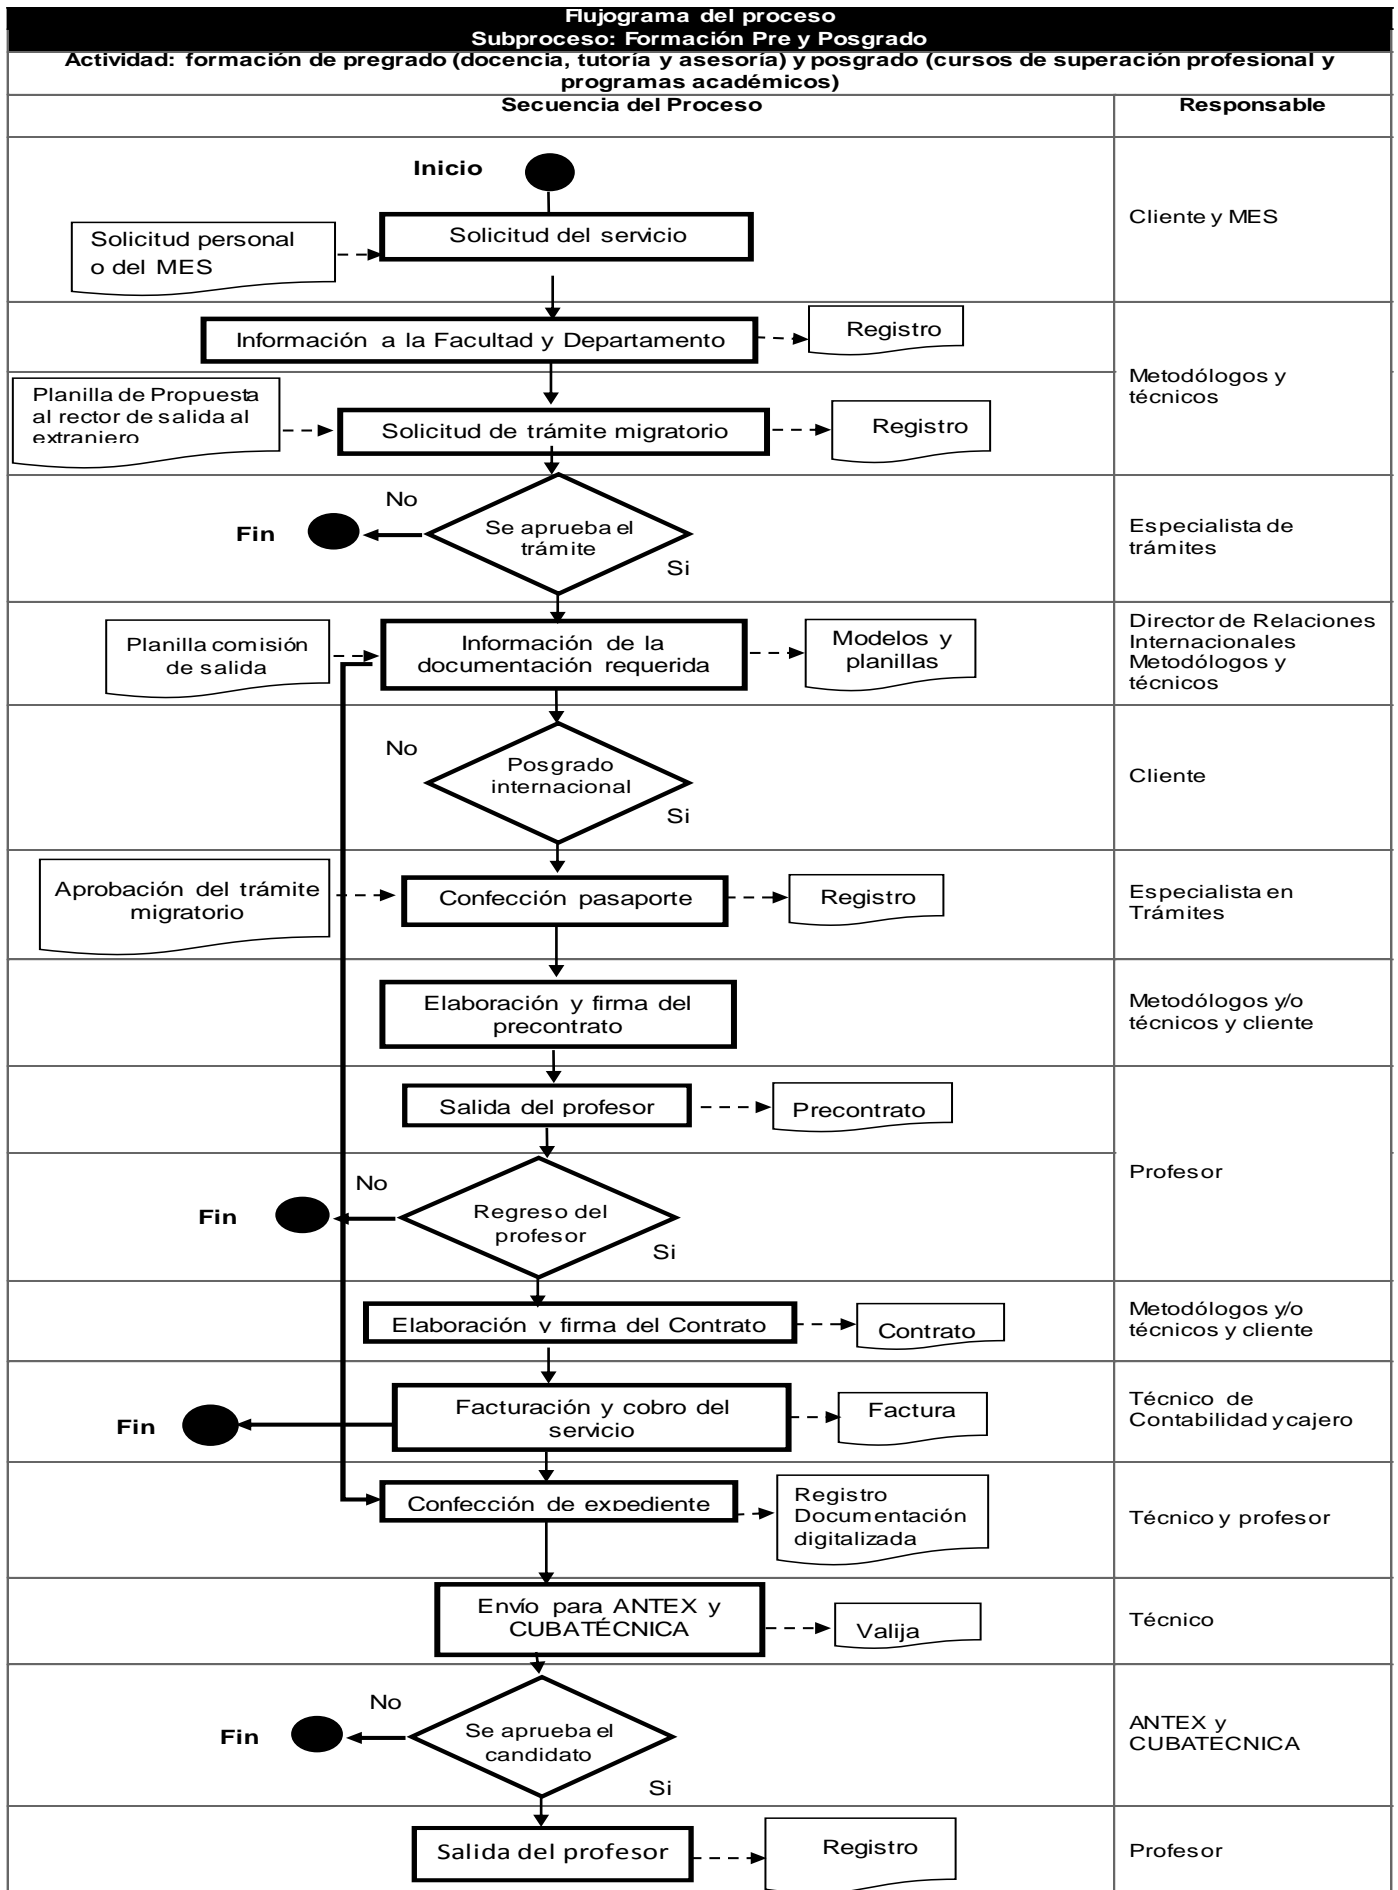 Flujograma del proceso
Subproceso: Formación Pre y Posgrado
Actividad: formación de pregrado (docencia, tutoría y asesoría) y posgrado (cursos de superación profesional y
programas académicos)
Secuencia del Proceso
Responsable
Inicio
Solicitud del servicio
Solicitud personal
o del MES
Cliente y MES
Información a la Facultad y Departamento
Registro
Metodólogos y
técnicos
Planilla de Propuesta
al rector de salida al
extranjero
Solicitud de trámite migratorio
Registro
No
Fin
Se aprueba el
trámite
Si
Especialista de
trámites
Planilla comisión
de salida
Información de la
documentación requerida
Modelos y
planillas
Director de Relaciones
Internacionales
Metodólogos y
técnicos
No
Posgrado
internacional
Si
Cliente
Aprobación del trámite
migratorio
Confección pasaporte
Registro
Especialista en
Trámites
Elaboración y firma del
precontrato
Metodólogos y/o
técnicos y cliente
Salida del profesor
Precontrato
Profesor
No
Fin
Regreso del
profesor
Si
Elaboración y firma del Contrato
Contrato
Metodólogos y/o
técnicos y cliente
Fin
Facturación y cobro del
servicio
Factura
Técnico de
Contabilidad y cajero
Confección de expediente
Registro
Documentación
digitalizada
Técnico y profesor
Envío para ANTEX y
CUBATÉCNICA
Valija
Técnico
No
Fin
Se aprueba el
candidato
Si
ANTEX y
CUBATECNICA
Salida del profesor
Registro
Profesor